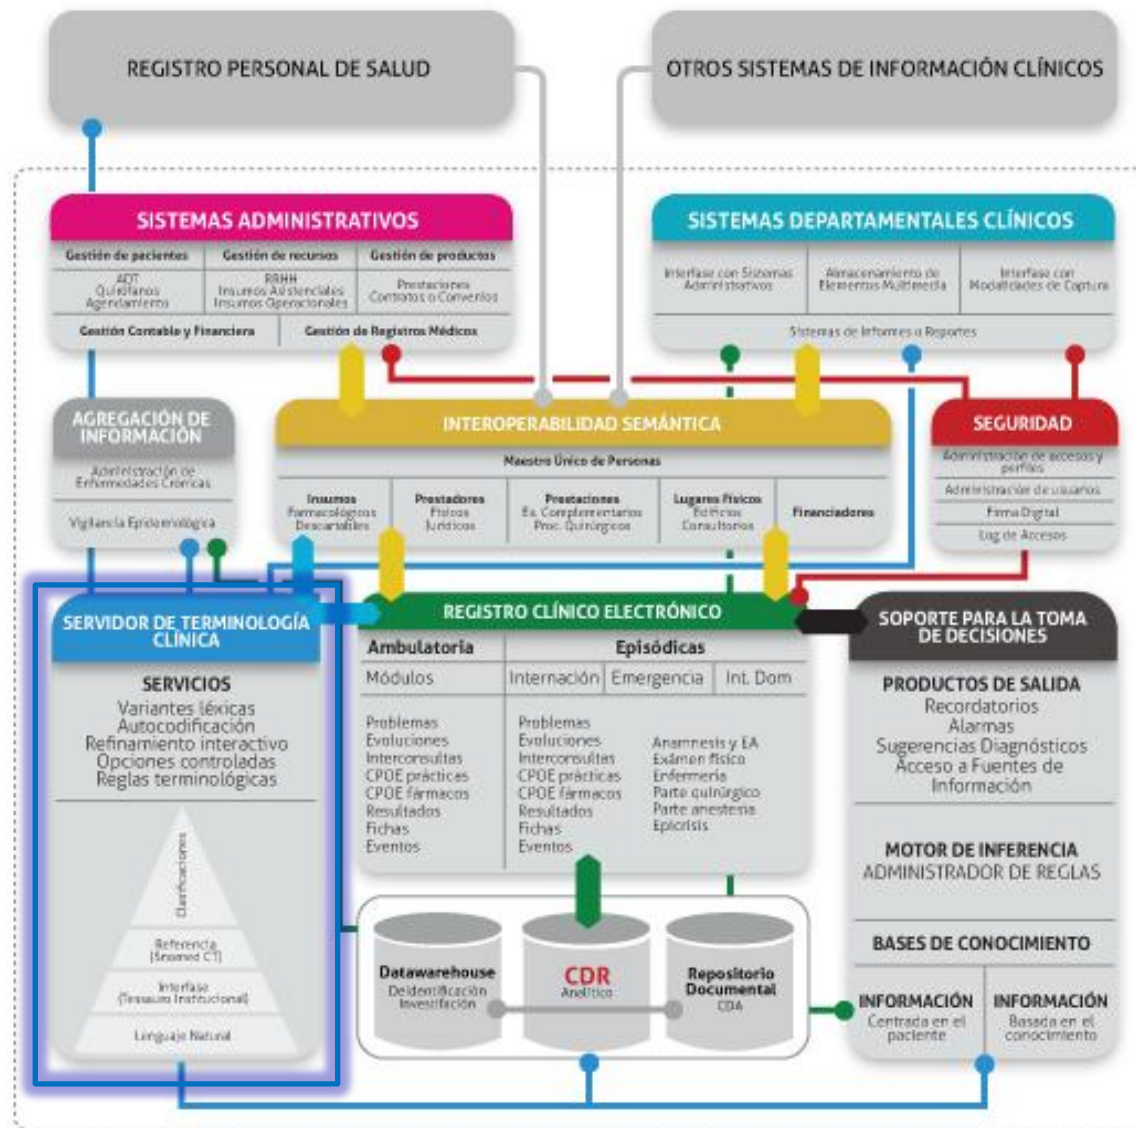 REGISTRO PERSONAL DE SALUD
OTROS SISTEMAS DE INFORMACIÓN CLÍNICOS
SISTEMAS ADMINISTRATIVOS
Gestión de pacientes
Gestión de recursos
Gestión de productos
ADT
Quirófanos
Agendamiento
RRHH
Insumos Asistenciales
Insumos Operacionales
Prestaciones
Contratos o Convenios
Gestión Contable y Financiera
Gestión de Registros Médicos
SISTEMAS DEPARTAMENTALES CLÍNICOS
Interfase con Sistemas
Administrativos
Almacenamiento de
Elementos Multimedia
Interfase con
Modalidades de Captura
Sistemas de Informes o Reportes
AGREGACIÓN DE
INFORMACIÓN
Administración de
Enfermedades Crónicas
Vigilancia Epidemiológica
INTEROPERABILIDAD SEMÁNTICA
Maestro Único de Personas
Insumos
Farmacológicos
Descartables
Prestadores
Físicos
Jurídicos
Prestaciones
Es. Complementarios
Proc. Quirúrgicos
Lugares Físicos
Edificios
Consultorios
Financiadores
SEGURIDAD
Administración de accesos y
perfiles
Administración de usuarios
Firma Digital
Log de Accesos
SERVIDOR DE TERMINOLOGÍA
CLÍNICA
SERVICIOS
Variantes léxicas
Autocodificación
Refinamiento interactivo
Opciones controladas
Reglas terminológicas
Clasificaciones
Referencia
(Snomed CT)
Interfase
(Tesauro Institucional)
Lenguaje Natural
REGISTRO CLÍNICO ELECTRÓNICO
Ambulatoria
Episódicas
Módulos
Internación
Emergencia
Int. Dom
Problemas
Evoluciones
Interconsultas
CPOE prácticas
CPOE fármacos
Resultados
Fichas
Eventos
Problemas
Evoluciones
Interconsultas
CPOE prácticas
CPOE fármacos
Resultados
Fichas
Eventos
Anamnesis y EA
Exámen físico
Enfermería
Parte quirúrgico
Parte anestesia
Epicrisis
SOPORTE PARA LA TOMA
DE DECISIONES
PRODUCTOS DE SALIDA
Recordatorios
Alarmas
Sugerencias Diagnósticos
Acceso a Fuentes de
Información
MOTOR DE INFERENCIA
ADMINISTRADOR DE REGLAS
BASES DE CONOCIMIENTO
INFORMACIÓN
Centrada en el
paciente
INFORMACIÓN
Basada en el
conocimiento
Datawarehouse
Deidentificación
Investifación
CDR
Analítico
Repositorio
Documental
CDA